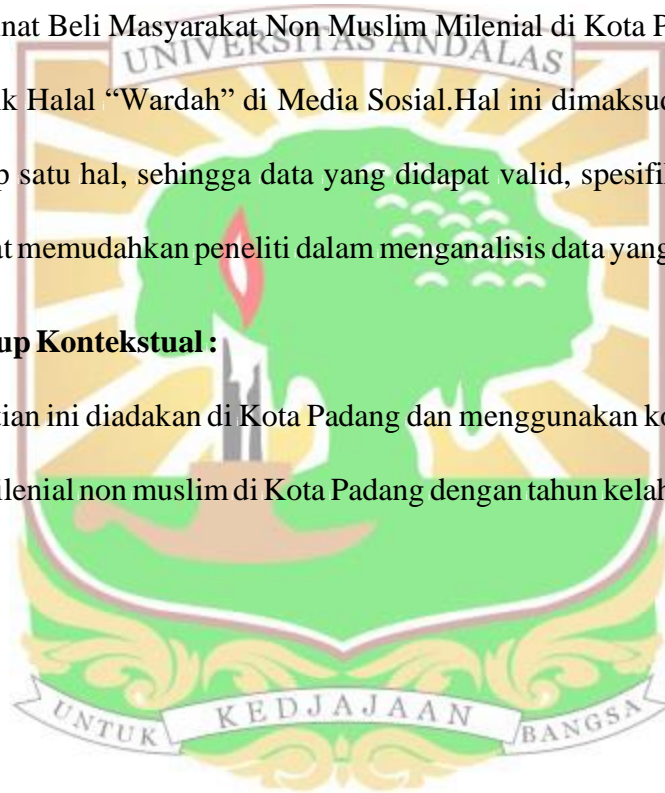 nat Beli Masyarakat Non Muslim Milenial di Kota P
UNIVERSITAS ANDALAS
k Halal “Wardah” di Media Sosial.Hal ini dimaksud
p satu hal, sehingga data yang didapat valid, spesifi
at memudahkan peneliti dalam menganalisis data yang
up Kontekstual :
tian ini diadakan di Kota Padang dan menggunakan ko
ilenial non muslim di Kota Padang dengan tahun kelah
UNTUK KEDJAJAAN BANGSA